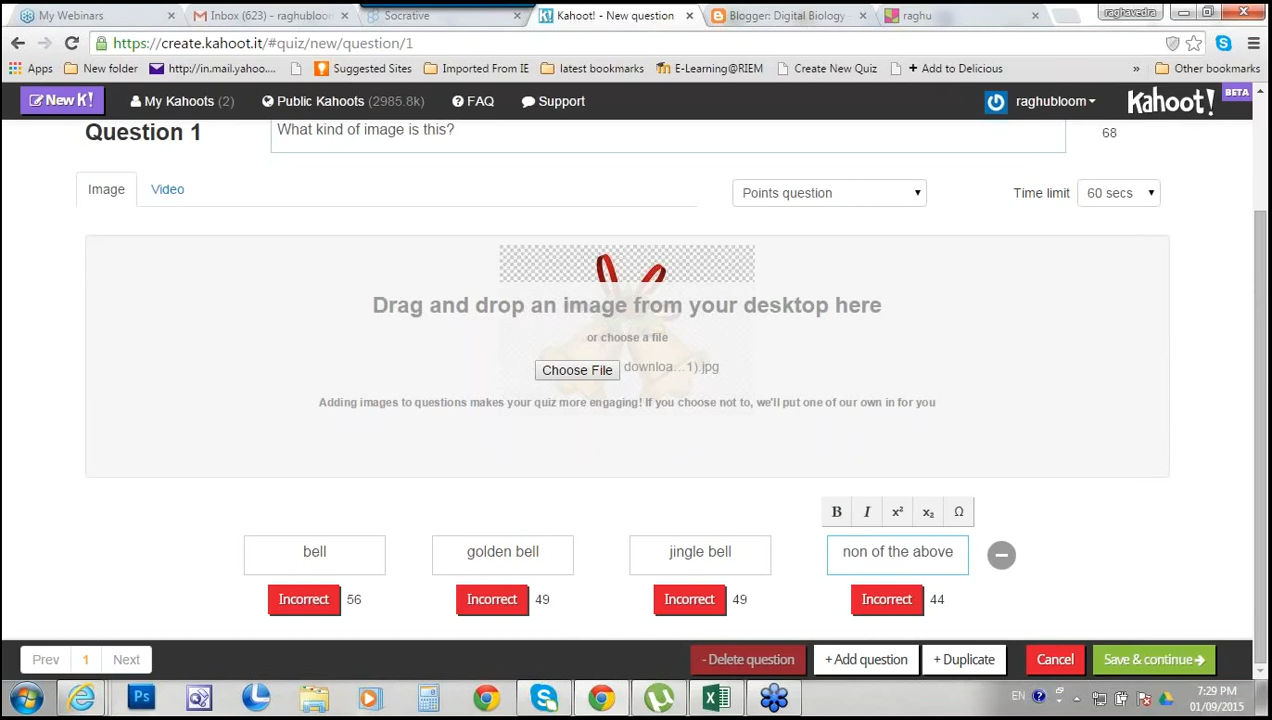 My Webinars
Inbox (623) - raghubloom
Socrative
Kahoot! - New question
Blogger: Digital Biology
raghu
raghavedra
https://create.kahoot.it/#quiz/new/question/1
Apps
New folder
http://in.mail.yahoo....
Suggested Sites
Imported From IE
latest bookmarks
E-Learning@RIEM
Create New Quiz
+ Add to Delicious
»
Other bookmarks
New K!
My Kahoots (2)
Public Kahoots (2985.8k)
FAQ
Support
raghubloom
Kahoot!
BETA
Question 1
What kind of image is this?
68
Image
Video
Points question
Time limit
60 secs
Drag and drop an image from your desktop here
or choose a file
Choose File
downloa...1).jpg
Adding images to questions makes your quiz more engaging! If you choose not to, we'll put one of our own in for you
B I x² x₂ Ω
bell
golden bell
jingle bell
non of the above
Incorrect 56
Incorrect 49
Incorrect 49
Incorrect 44
Prev 1 Next
- Delete question
+ Add question
+ Duplicate
Cancel
Save & continue
Ps
EN
7:29 PM
01/09/2015